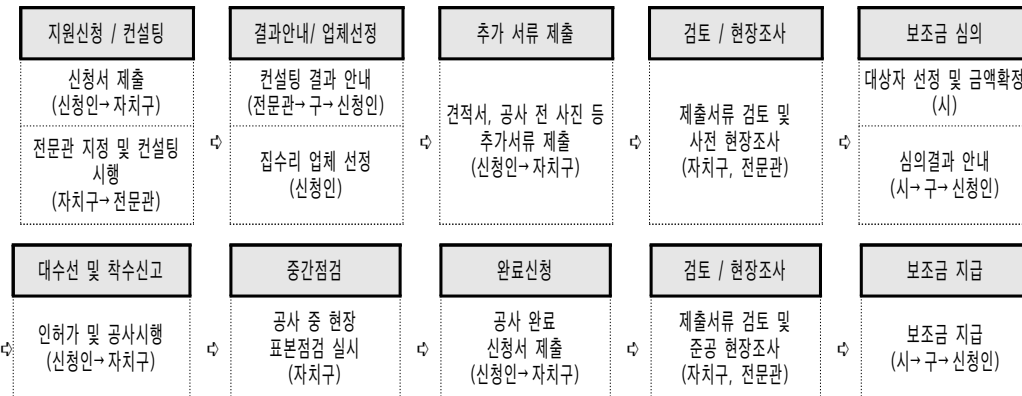 지원신청 / 컨설팅
신청서 제출
(신청인→자치구)
전문관 지정 및 컨설팅
시행
(자치구→전문관)
⇨
결과안내/ 업체선정
컨설팅 결과 안내
(전문관→구→신청인)
집수리 업체 선정
(신청인)
⇨
추가 서류 제출
견적서, 공사 전 사진 등
추가서류 제출
(신청인→자치구)
⇨
검토 / 현장조사
제출서류 검토 및
사전 현장조사
(자치구, 전문관)
⇨
보조금 심의
대상자 선정 및 금액확정
(시)
심의결과 안내
(시→구→신청인)
⇨
대수선 및 착수신고
인허가 및 공사시행
(신청인→자치구)
⇨
중간점검
공사 중 현장
표본점검 실시
(자치구)
⇨
완료신청
공사 완료
신청서 제출
(신청인→자치구)
⇨
검토 / 현장조사
제출서류 검토 및
준공 현장조사
(자치구, 전문관)
⇨
보조금 지급
보조금 지급
(시→구→신청인)